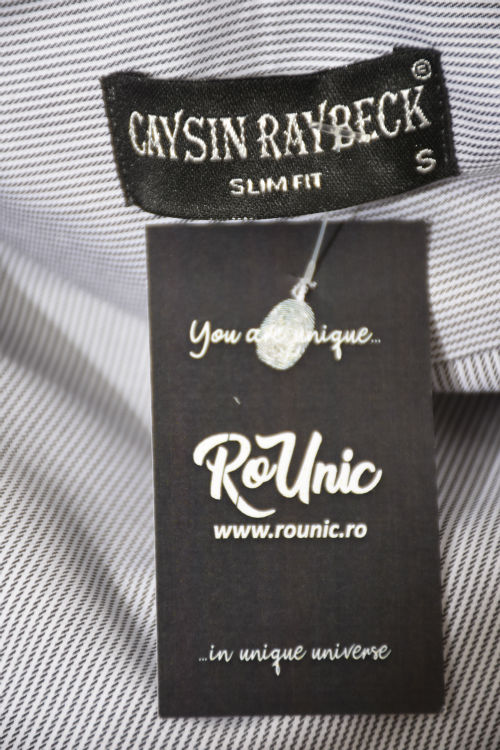 ®
CAYSIN RAYBECK
SLIM FIT
S
You are unique...
RoUnic
www.rounic.ro
...in unique universe